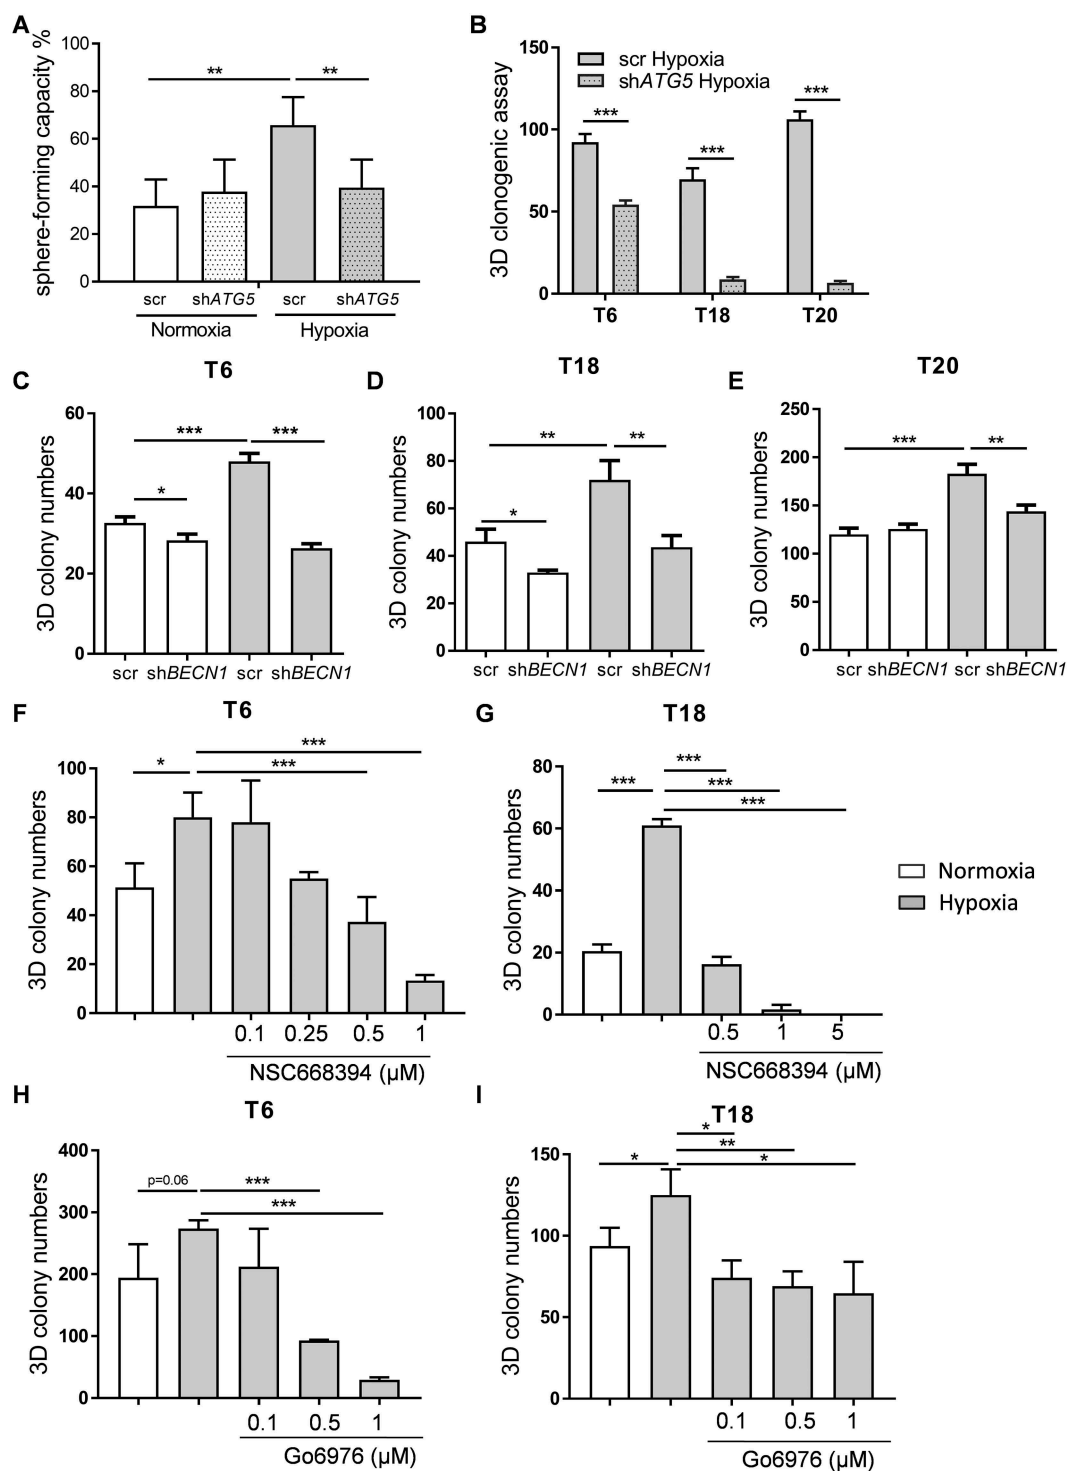 A
sphere-forming capacity %
100
80
60
40
20
0
** **
scr shATG5 scr shATG5
Normoxia Hypoxia
B
3D clonogenic assay
150
100
50
0
scr Hypoxia
shATG5 Hypoxia
*** *** ***
T6 T18 T20
C
T6
3D colony numbers
60
40
20
0
*** ***
*
scr shBECN1 scr shBECN1
D
T18
3D colony numbers
100
80
60
40
20
0
** **
*
scr shBECN1 scr shBECN1
E
T20
3D colony numbers
250
200
150
100
50
0
*** **
scr shBECN1 scr shBECN1
F
T6
3D colony numbers
100
80
60
40
20
0
***
* ***
0.1 0.25 0.5 1
NSC668394 (µM)
G
T18
3D colony numbers
80
60
40
20
0
***
*** ***
***
0.5 1 5
NSC668394 (µM)
Normoxia
Hypoxia
H
T6
3D colony numbers
400
300
200
100
0
p=0.06 ***
***
0.1 0.5 1
Go6976 (µM)
I
T18
3D colony numbers
150
100
50
0
*
**
* *
0.1 0.5 1
Go6976 (µM)